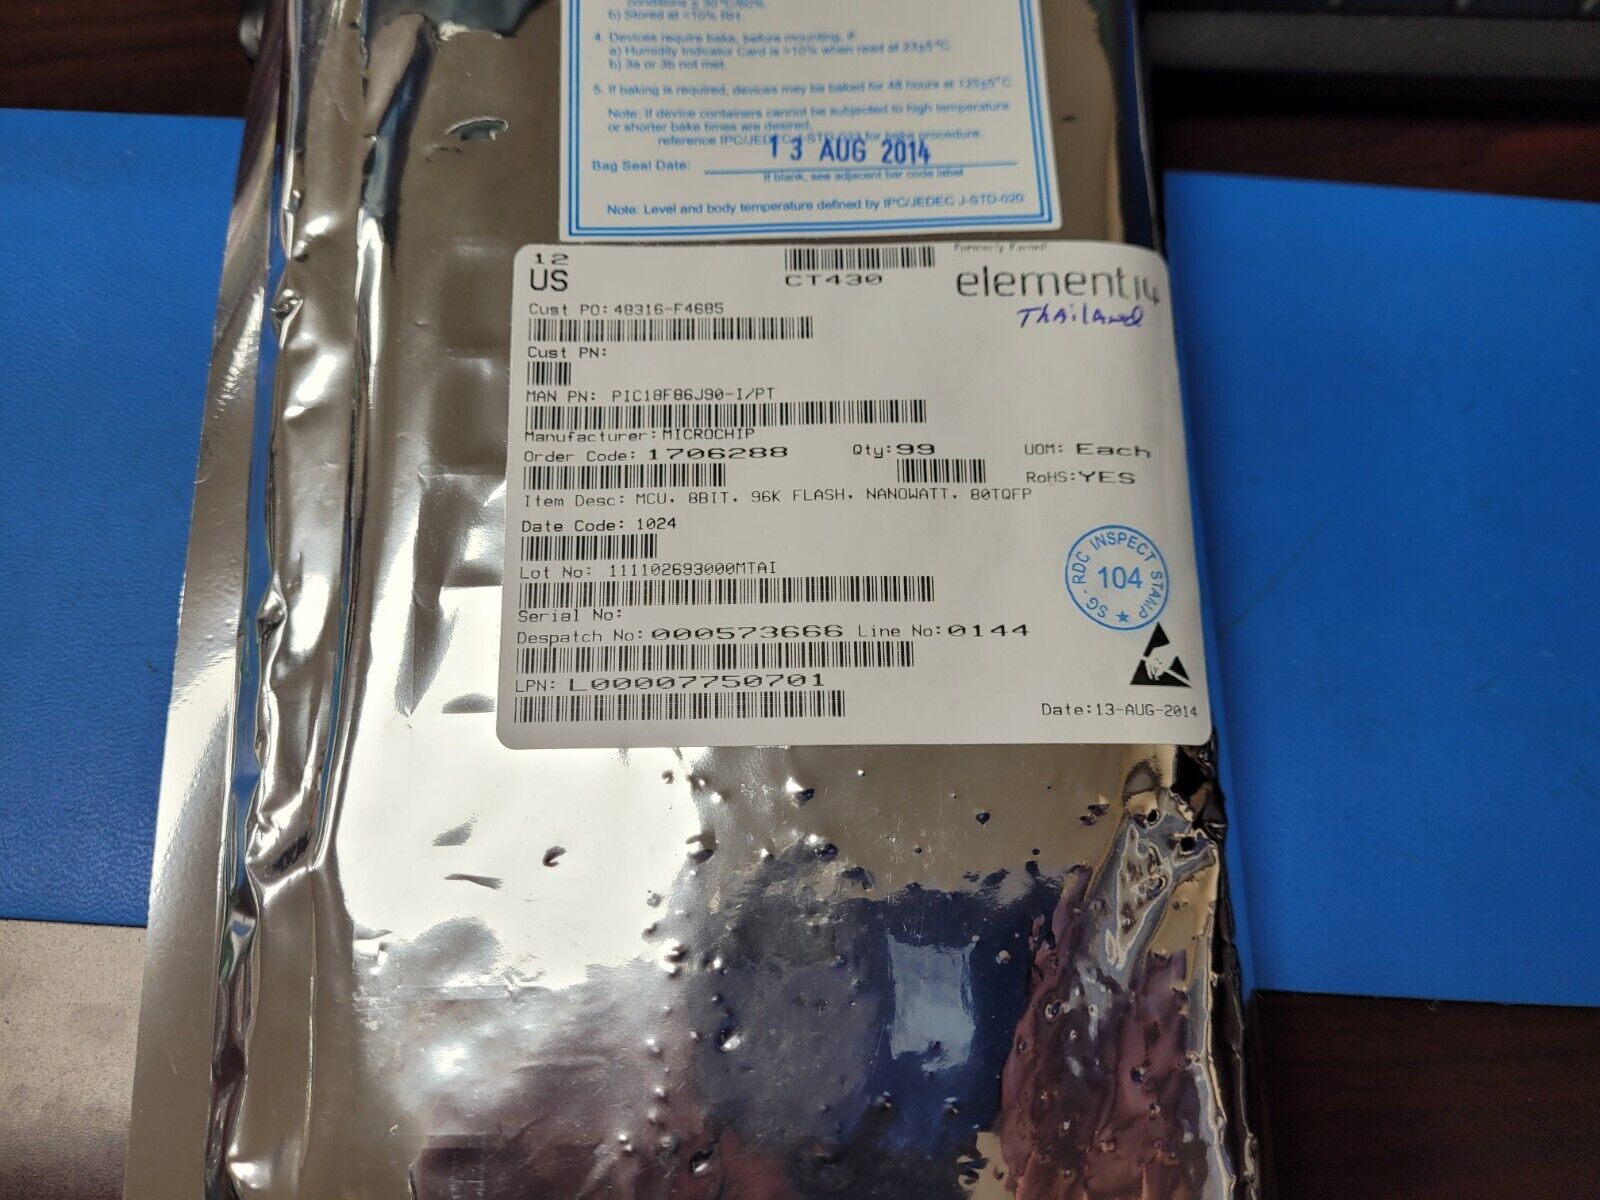 conditions ≤ 30°C/60%.
b) Stored at <10% RH.
4. Devices require bake, before mounting, if:
a) Humidity Indicator Card is >10% when read at 23±5°C
b) 3a or 3b not met.
5. If baking is required, devices may be baked for 48 hours at 125±5°C
Note: If device containers cannot be subjected to high temperature
or shorter bake times are desired,
reference IPC/JEDEC J-STD-033 for bake procedure.
Bag Seal Date: 13 AUG 2014
If blank, see adjacent bar code label
Note: Level and body temperature defined by IPC/JEDEC J-STD-020
12
US
CT430
Formerly Farnell
element14
Thailand
Cust PO: 48316-F4685
Cust PN:
MAN PN: PIC18F86J90-I/PT
Manufacturer: MICROCHIP
Order Code: 1706288 Qty: 99 UOM: Each
RoHS: YES
Item Desc: MCU, 8BIT, 96K FLASH, NANOWATT, 80TQFP
Date Code: 1024
Lot No: 111102693000MTAI
SG-RDC INSPECT STAMP
104
Serial No:
Despatch No: 000573666 Line No: 0144
LPN: L00007750701
Date:13-AUG-2014